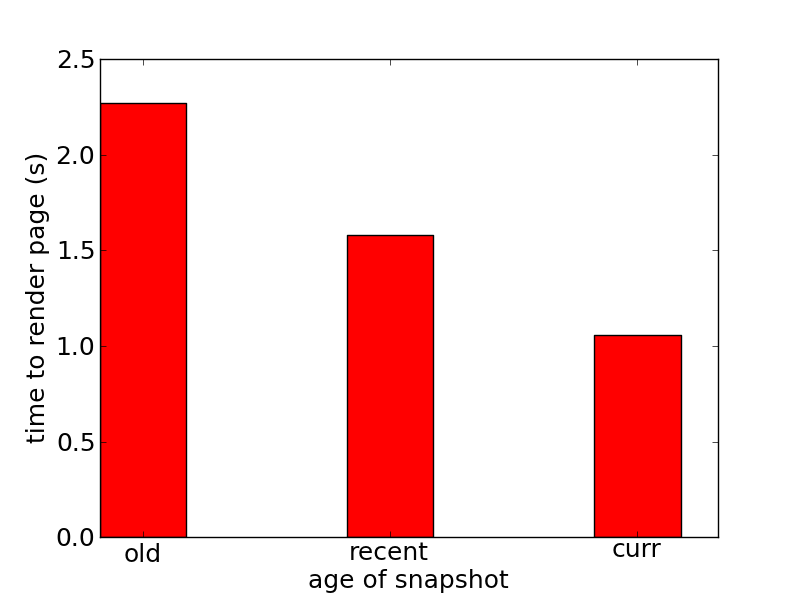 2.5
2.0
1.5
1.0
0.5
0.0
time to render page (s)
old
recent
curr
age of snapshot